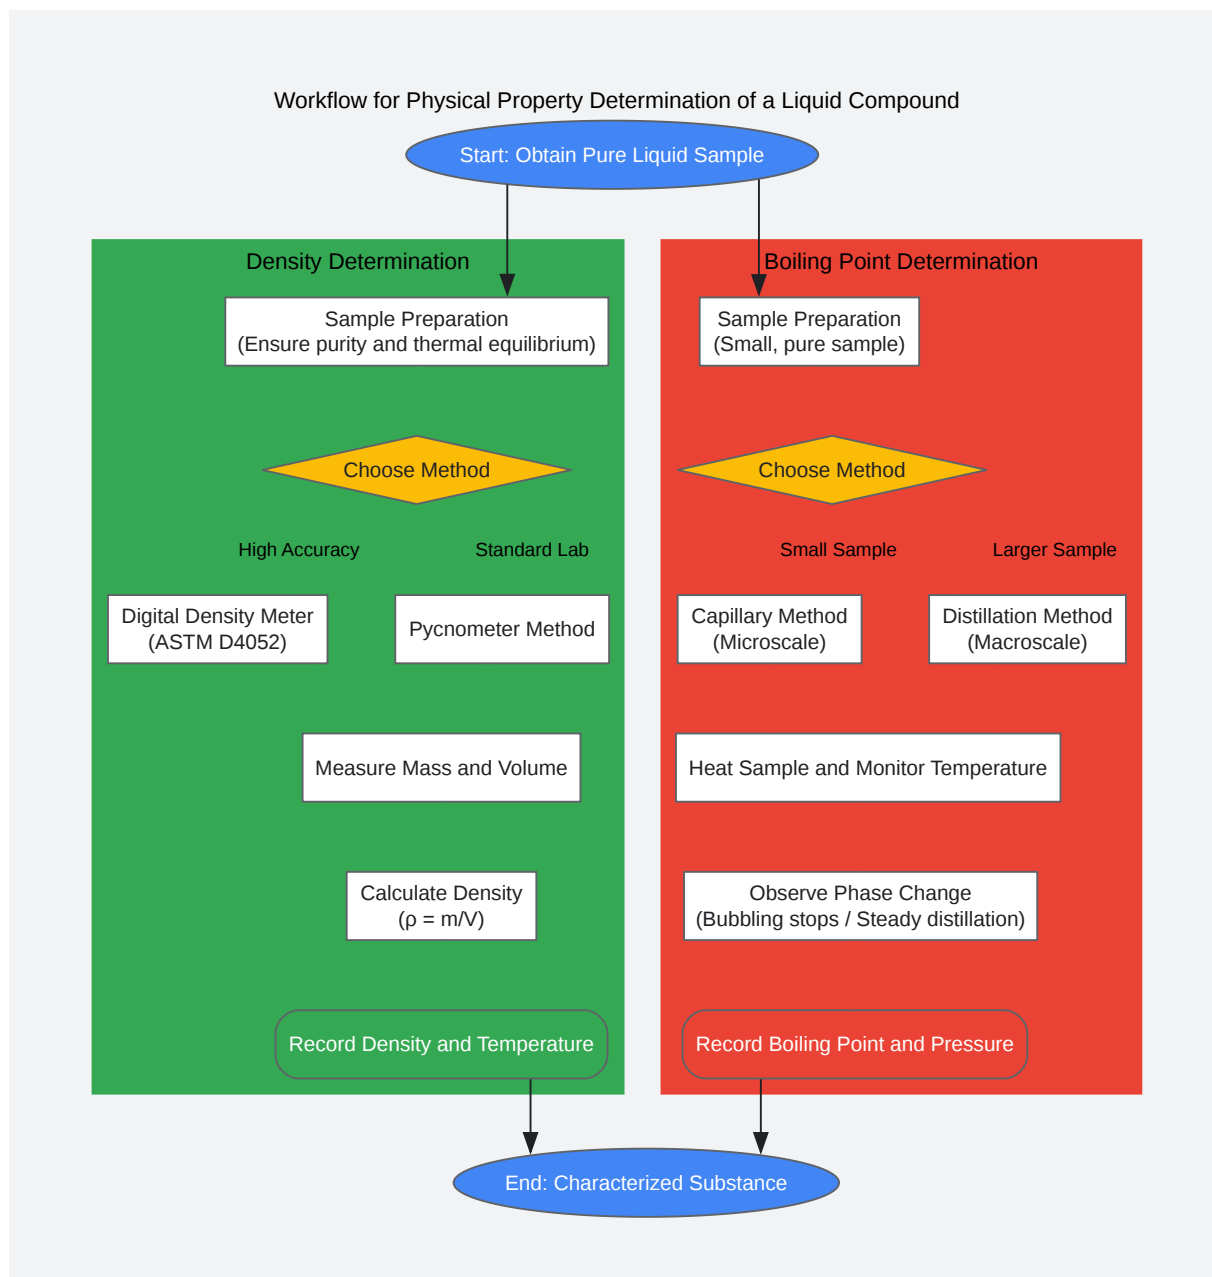 Workflow for Physical Property Determination of a Liquid Compound
Start: Obtain Pure Liquid Sample
Density Determination
Sample Preparation
(Ensure purity and thermal equilibrium)
Choose Method
High Accuracy
Standard Lab
Digital Density Meter
(ASTM D4052)
Pycnometer Method
Measure Mass and Volume
Calculate Density
(ρ = m/V)
Record Density and Temperature
Boiling Point Determination
Sample Preparation
(Small, pure sample)
Choose Method
Small Sample
Larger Sample
Capillary Method
(Microscale)
Distillation Method
(Macroscale)
Heat Sample and Monitor Temperature
Observe Phase Change
(Bubbling stops / Steady distillation)
Record Boiling Point and Pressure
End: Characterized Substance